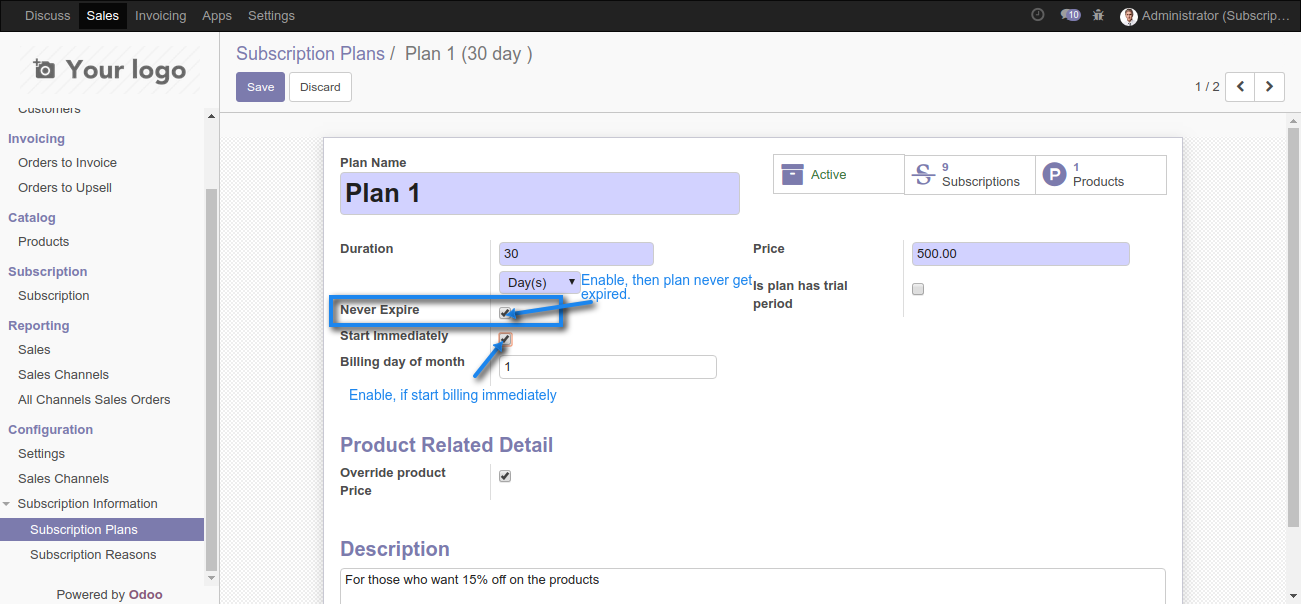 Discuss Sales Invoicing Apps Settings
10 Administrator (Subscrip...
Your logo
Customers
Invoicing
Orders to Invoice
Orders to Upsell
Catalog
Products
Subscription
Subscription
Reporting
Sales
Sales Channels
All Channels Sales Orders
Configuration
Settings
Sales Channels
Subscription Information
Subscription Plans
Subscription Reasons
Powered by Odoo
Subscription Plans / Plan 1 (30 day )
Save Discard
1 / 2
Plan Name
Plan 1
Active
9
Subscriptions
P
1
Products
Duration
30
Day(s)
Enable, then plan never get
expired.
Never Expire
Start Immediately
Billing day of month
1
Enable, if start billing immediately
Price
500.00
Is plan has trial
period
Product Related Detail
Override product
Price
Description
For those who want 15% off on the products